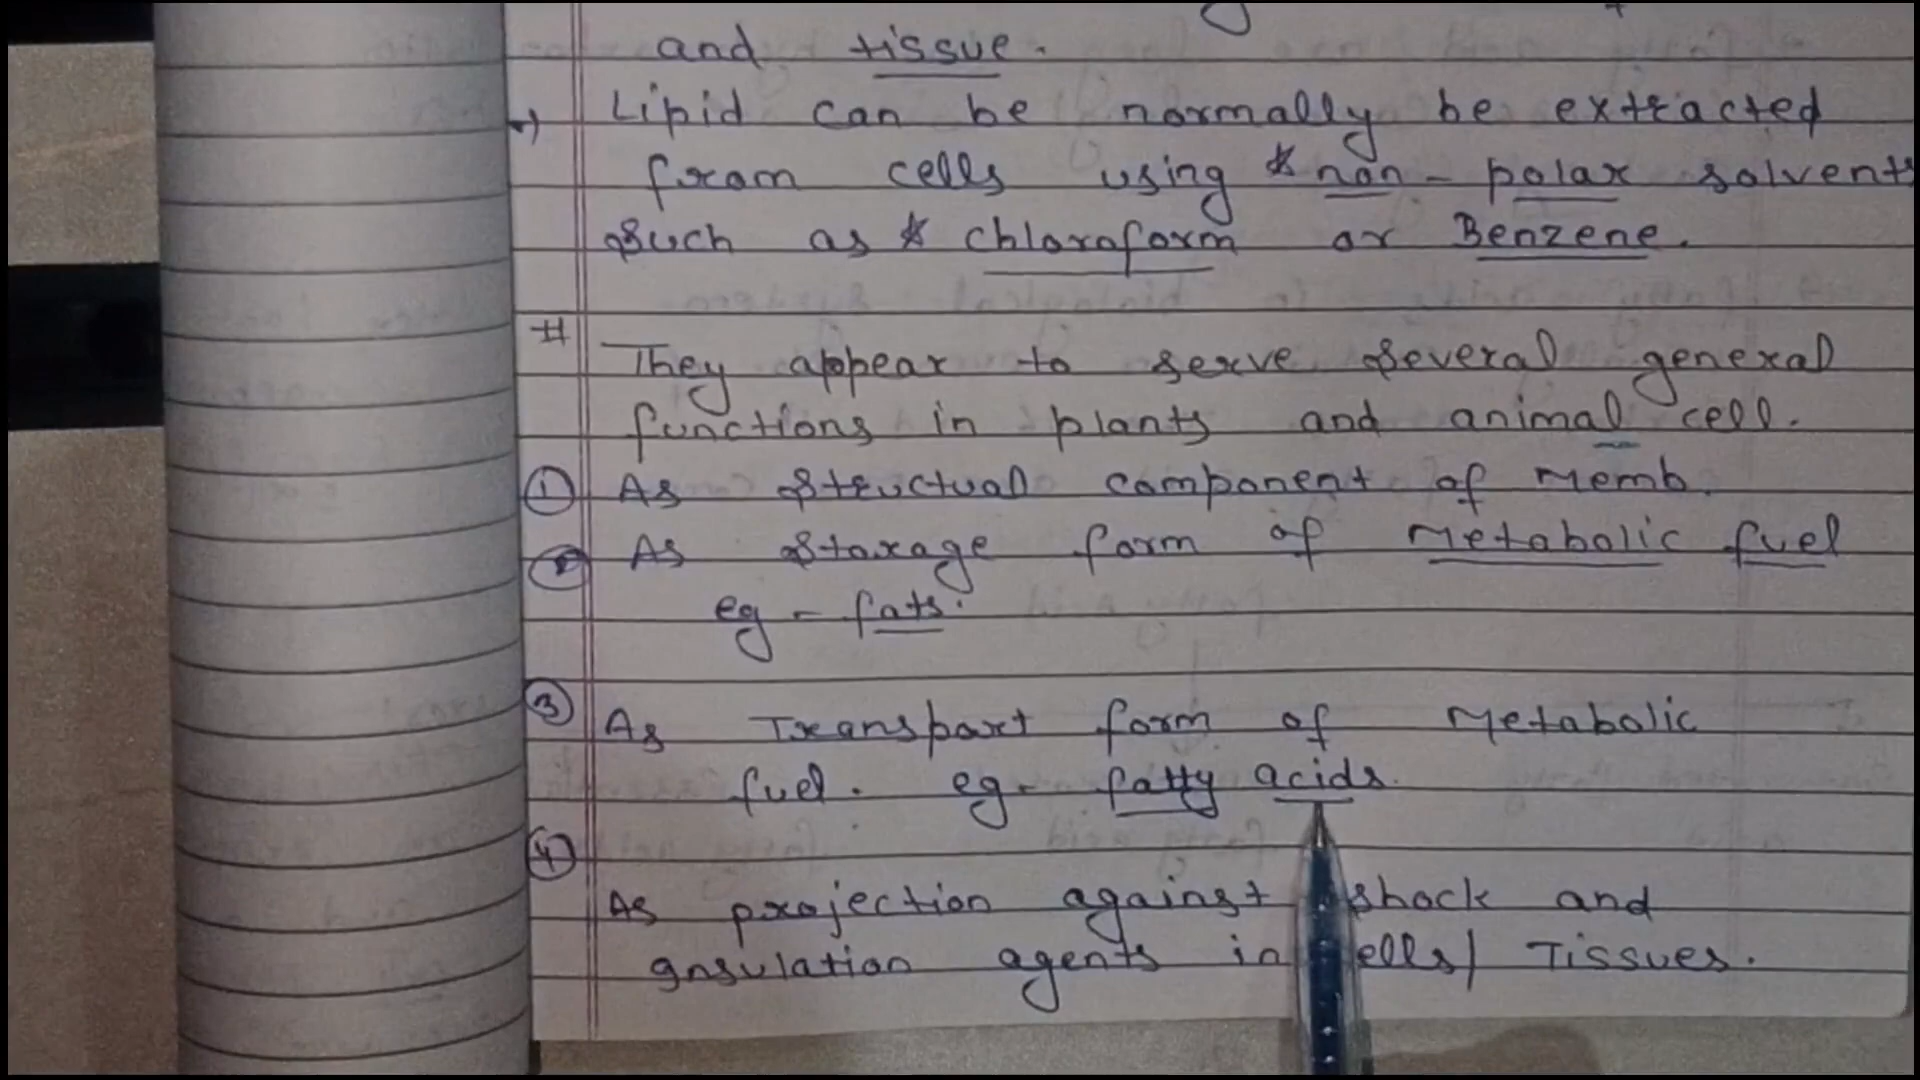 and tissue.
→ Lipid can be normally be extracted
from cells using * non-polar solvents
such as * chloroform or Benzene.
# They appear to serve several general
functions in plants and animal cell.
① As structual component of Memb.
② As storage form of Metabolic fuel
eg - fats.
③ As Transport form of Metabolic
fuel. eg - fatty acids.
④
As projection against shock and
Insulation agents in ells/ Tissues.